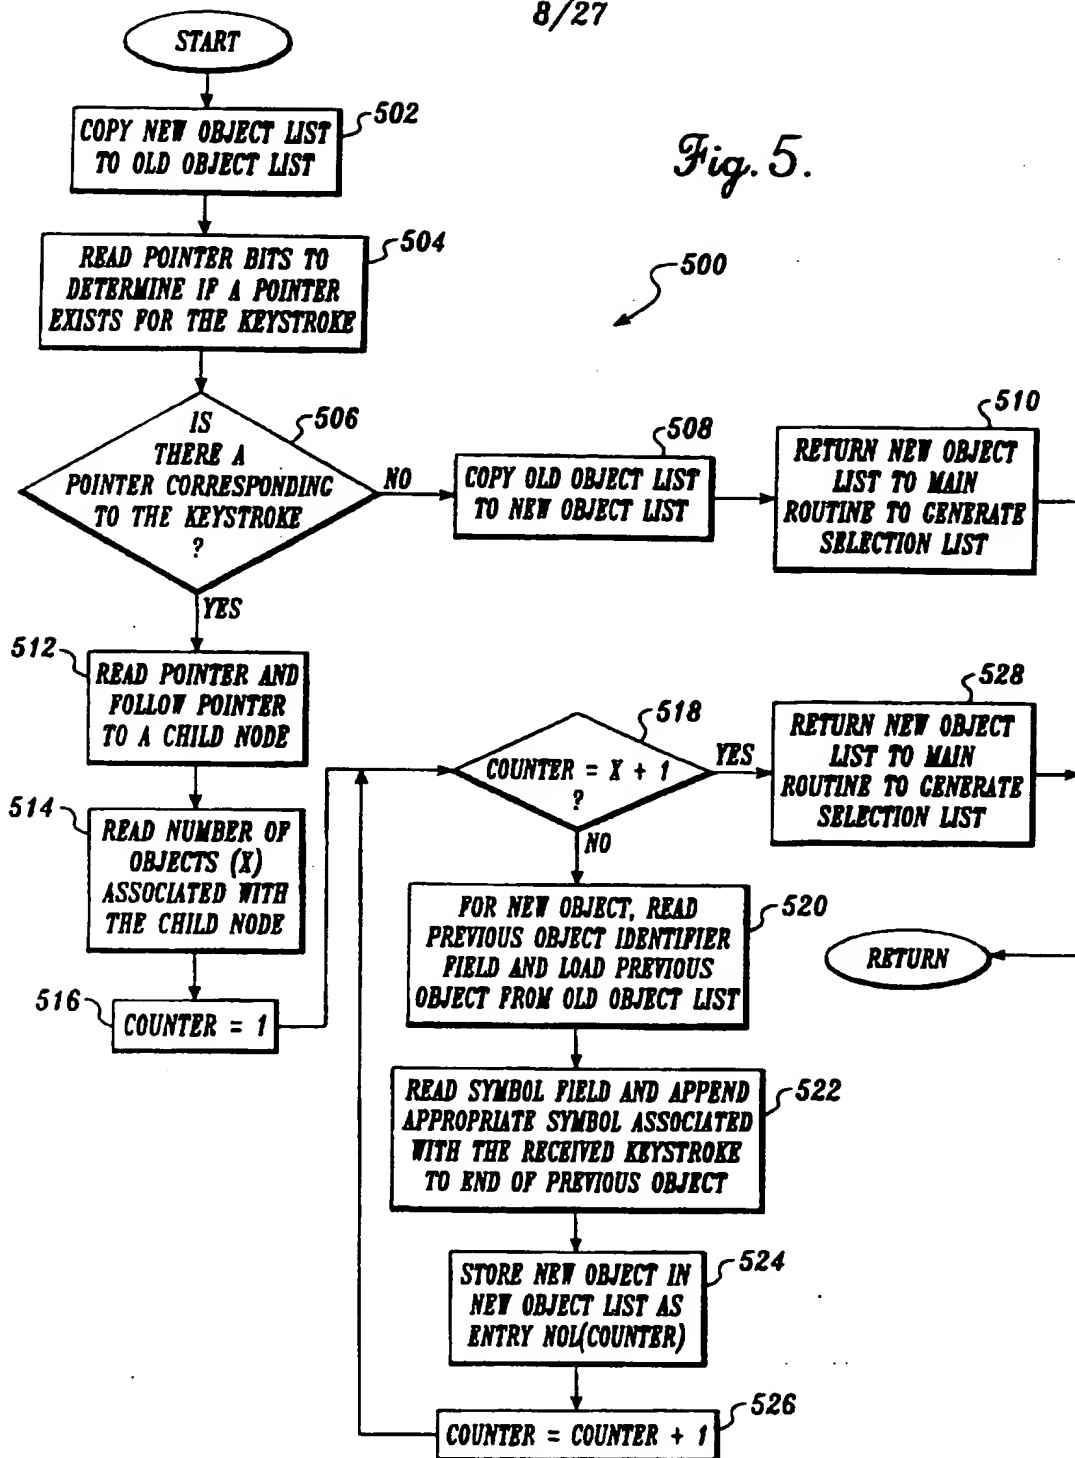 8/27
START
502
COPY NEW OBJECT LIST
TO OLD OBJECT LIST
Fig. 5.
504
READ POINTER BITS TO
DETERMINE IF A POINTER
EXISTS FOR THE KEYSTROKE
500
506
IS
THERE A
POINTER CORRESPONDING
TO THE KEYSTROKE
?
NO
508
COPY OLD OBJECT LIST
TO NEW OBJECT LIST
510
RETURN NEW OBJECT
LIST TO MAIN
ROUTINE TO GENERATE
SELECTION LIST
YES
512
READ POINTER AND
FOLLOW POINTER
TO A CHILD NODE
514
READ NUMBER OF
OBJECTS (X)
ASSOCIATED WITH
THE CHILD NODE
516
COUNTER = 1
518
COUNTER = X + 1
?
YES
528
RETURN NEW OBJECT
LIST TO MAIN
ROUTINE TO GENERATE
SELECTION LIST
NO
520
FOR NEW OBJECT, READ
PREVIOUS OBJECT IDENTIFIER
FIELD AND LOAD PREVIOUS
OBJECT FROM OLD OBJECT LIST
RETURN
522
READ SYMBOL FIELD AND APPEND
APPROPRIATE SYMBOL ASSOCIATED
WITH THE RECEIVED KEYSTROKE
TO END OF PREVIOUS OBJECT
524
STORE NEW OBJECT IN
NEW OBJECT LIST AS
ENTRY NOL(COUNTER)
526
COUNTER = COUNTER + 1